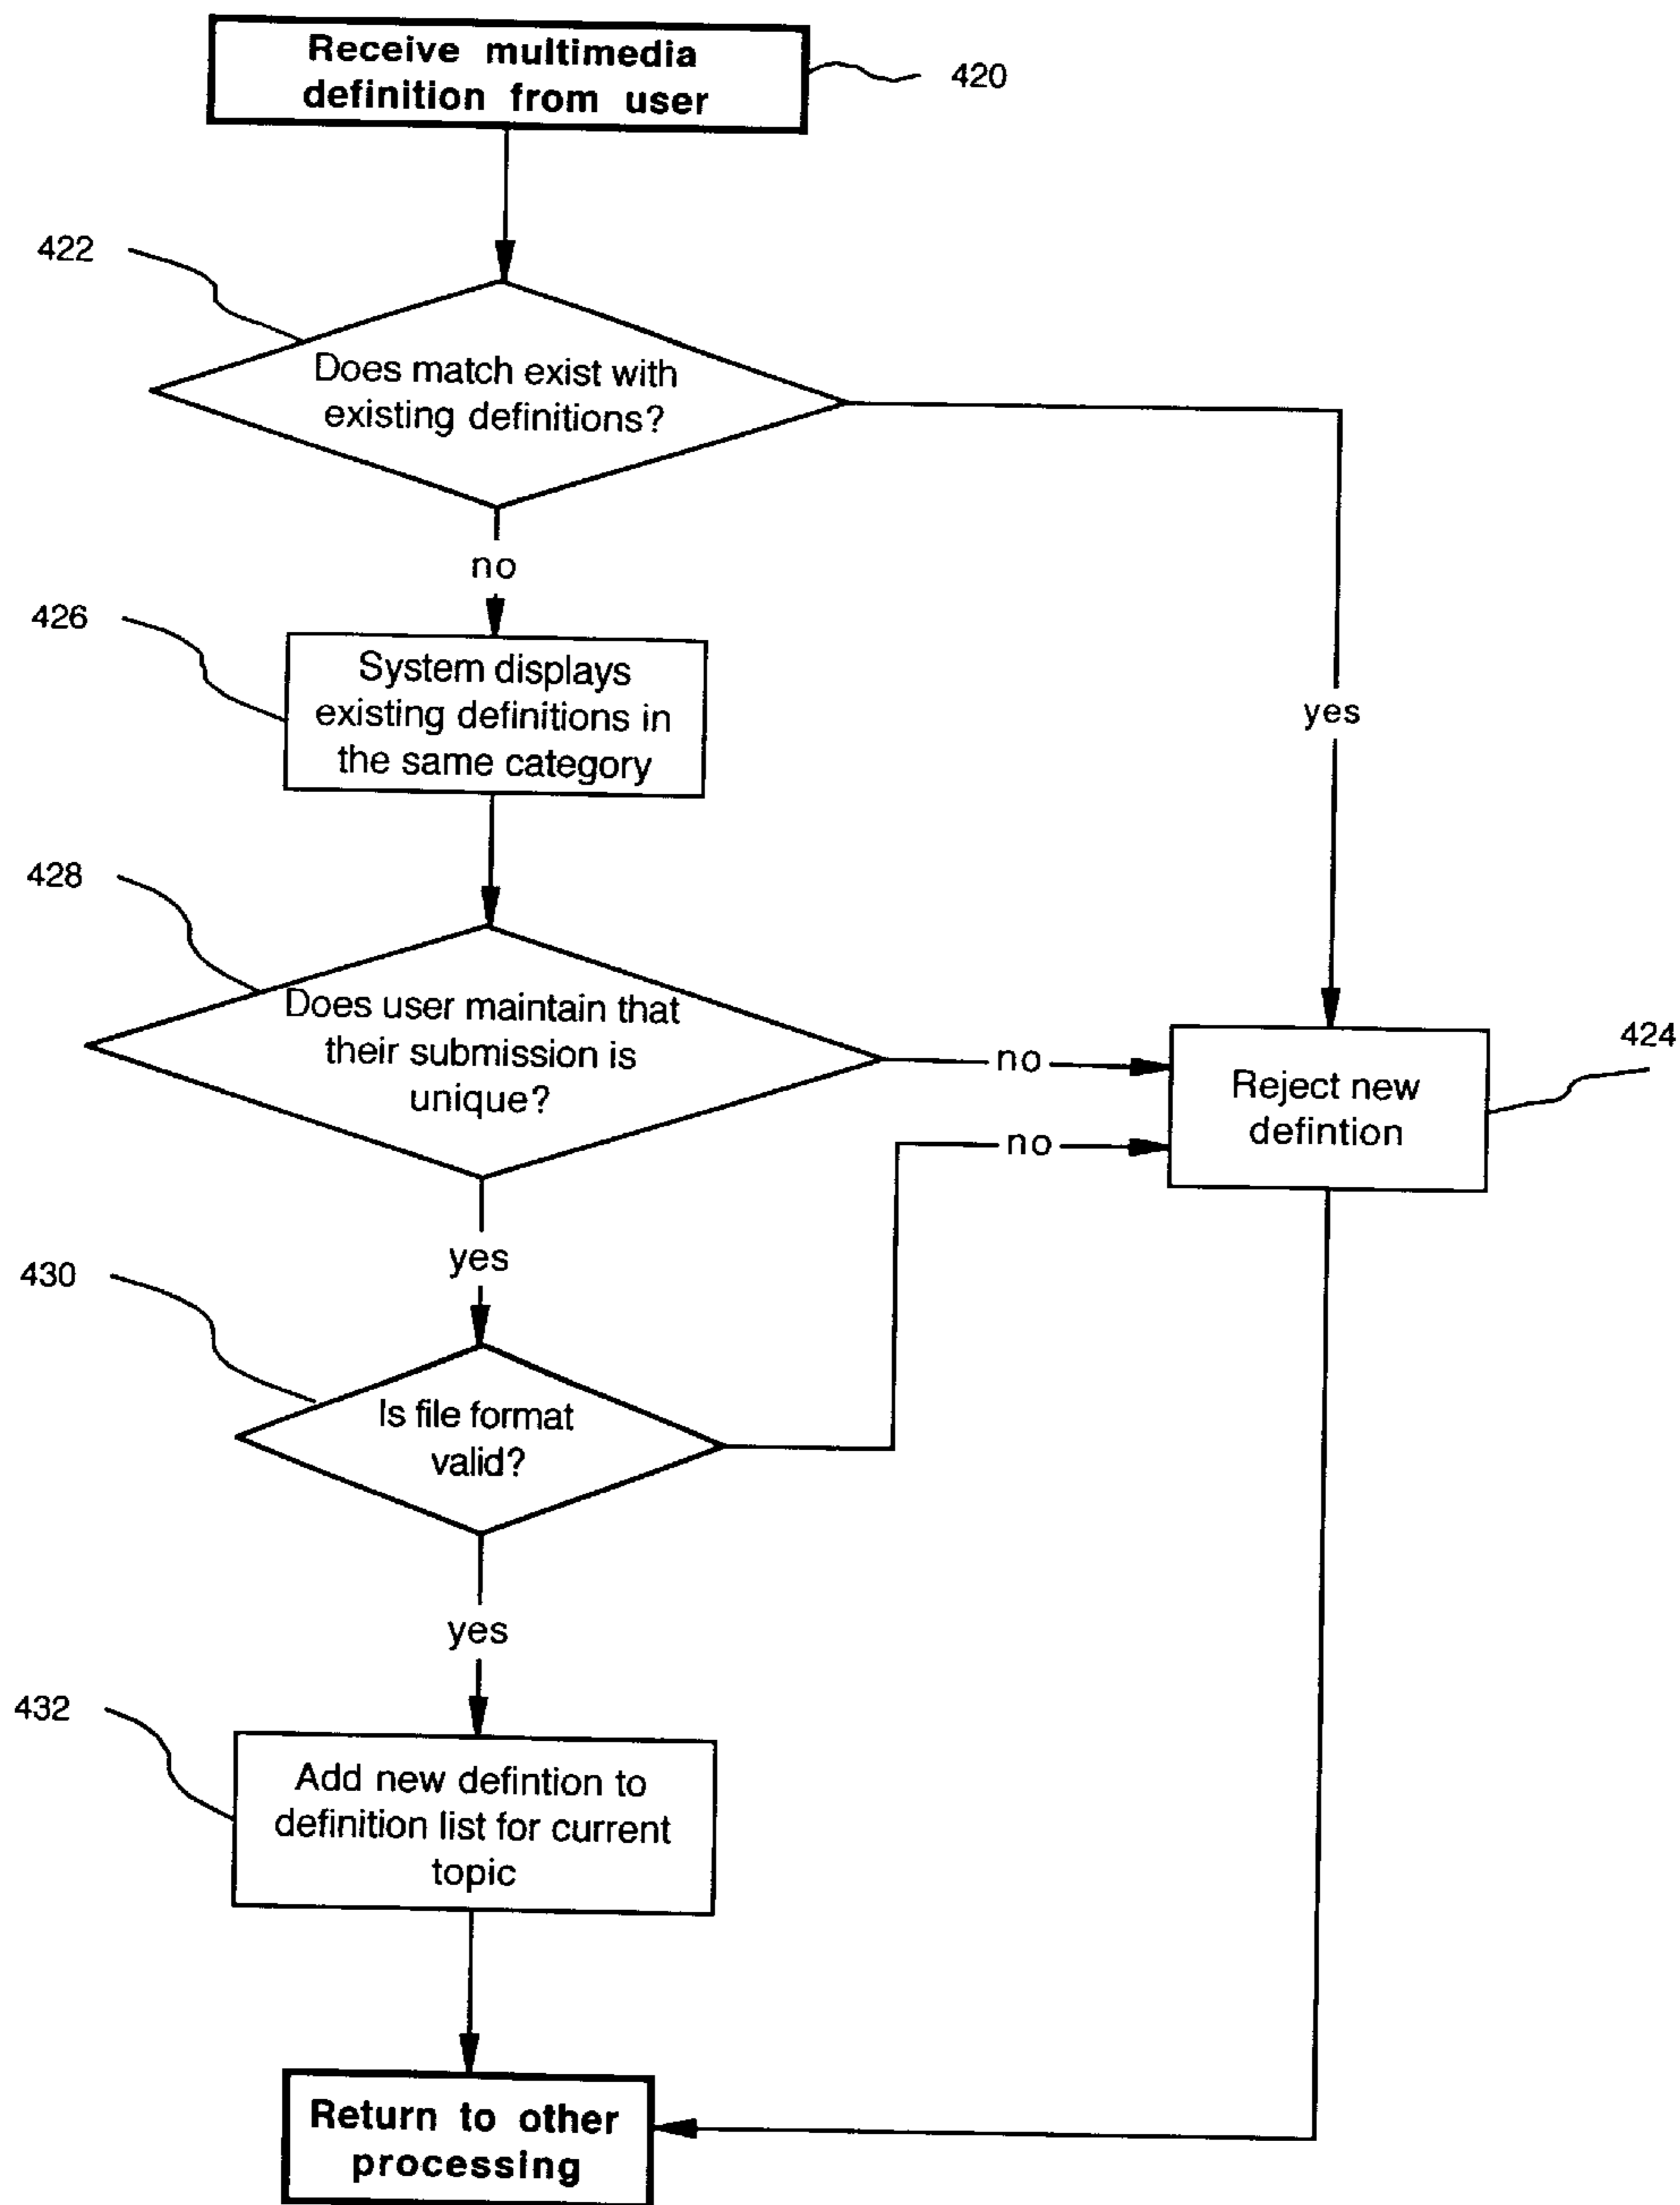 Receive multimedia
definition from user
420
422
Does match exist with
existing definitions?
no
yes
426
System displays
existing definitions in
the same category
428
Does user maintain that
their submission is
unique?
no
424
Reject new
defintion
no
yes
430
Is file format
valid?
yes
432
Add new defintion to
definition list for current
topic
Return to other
processing